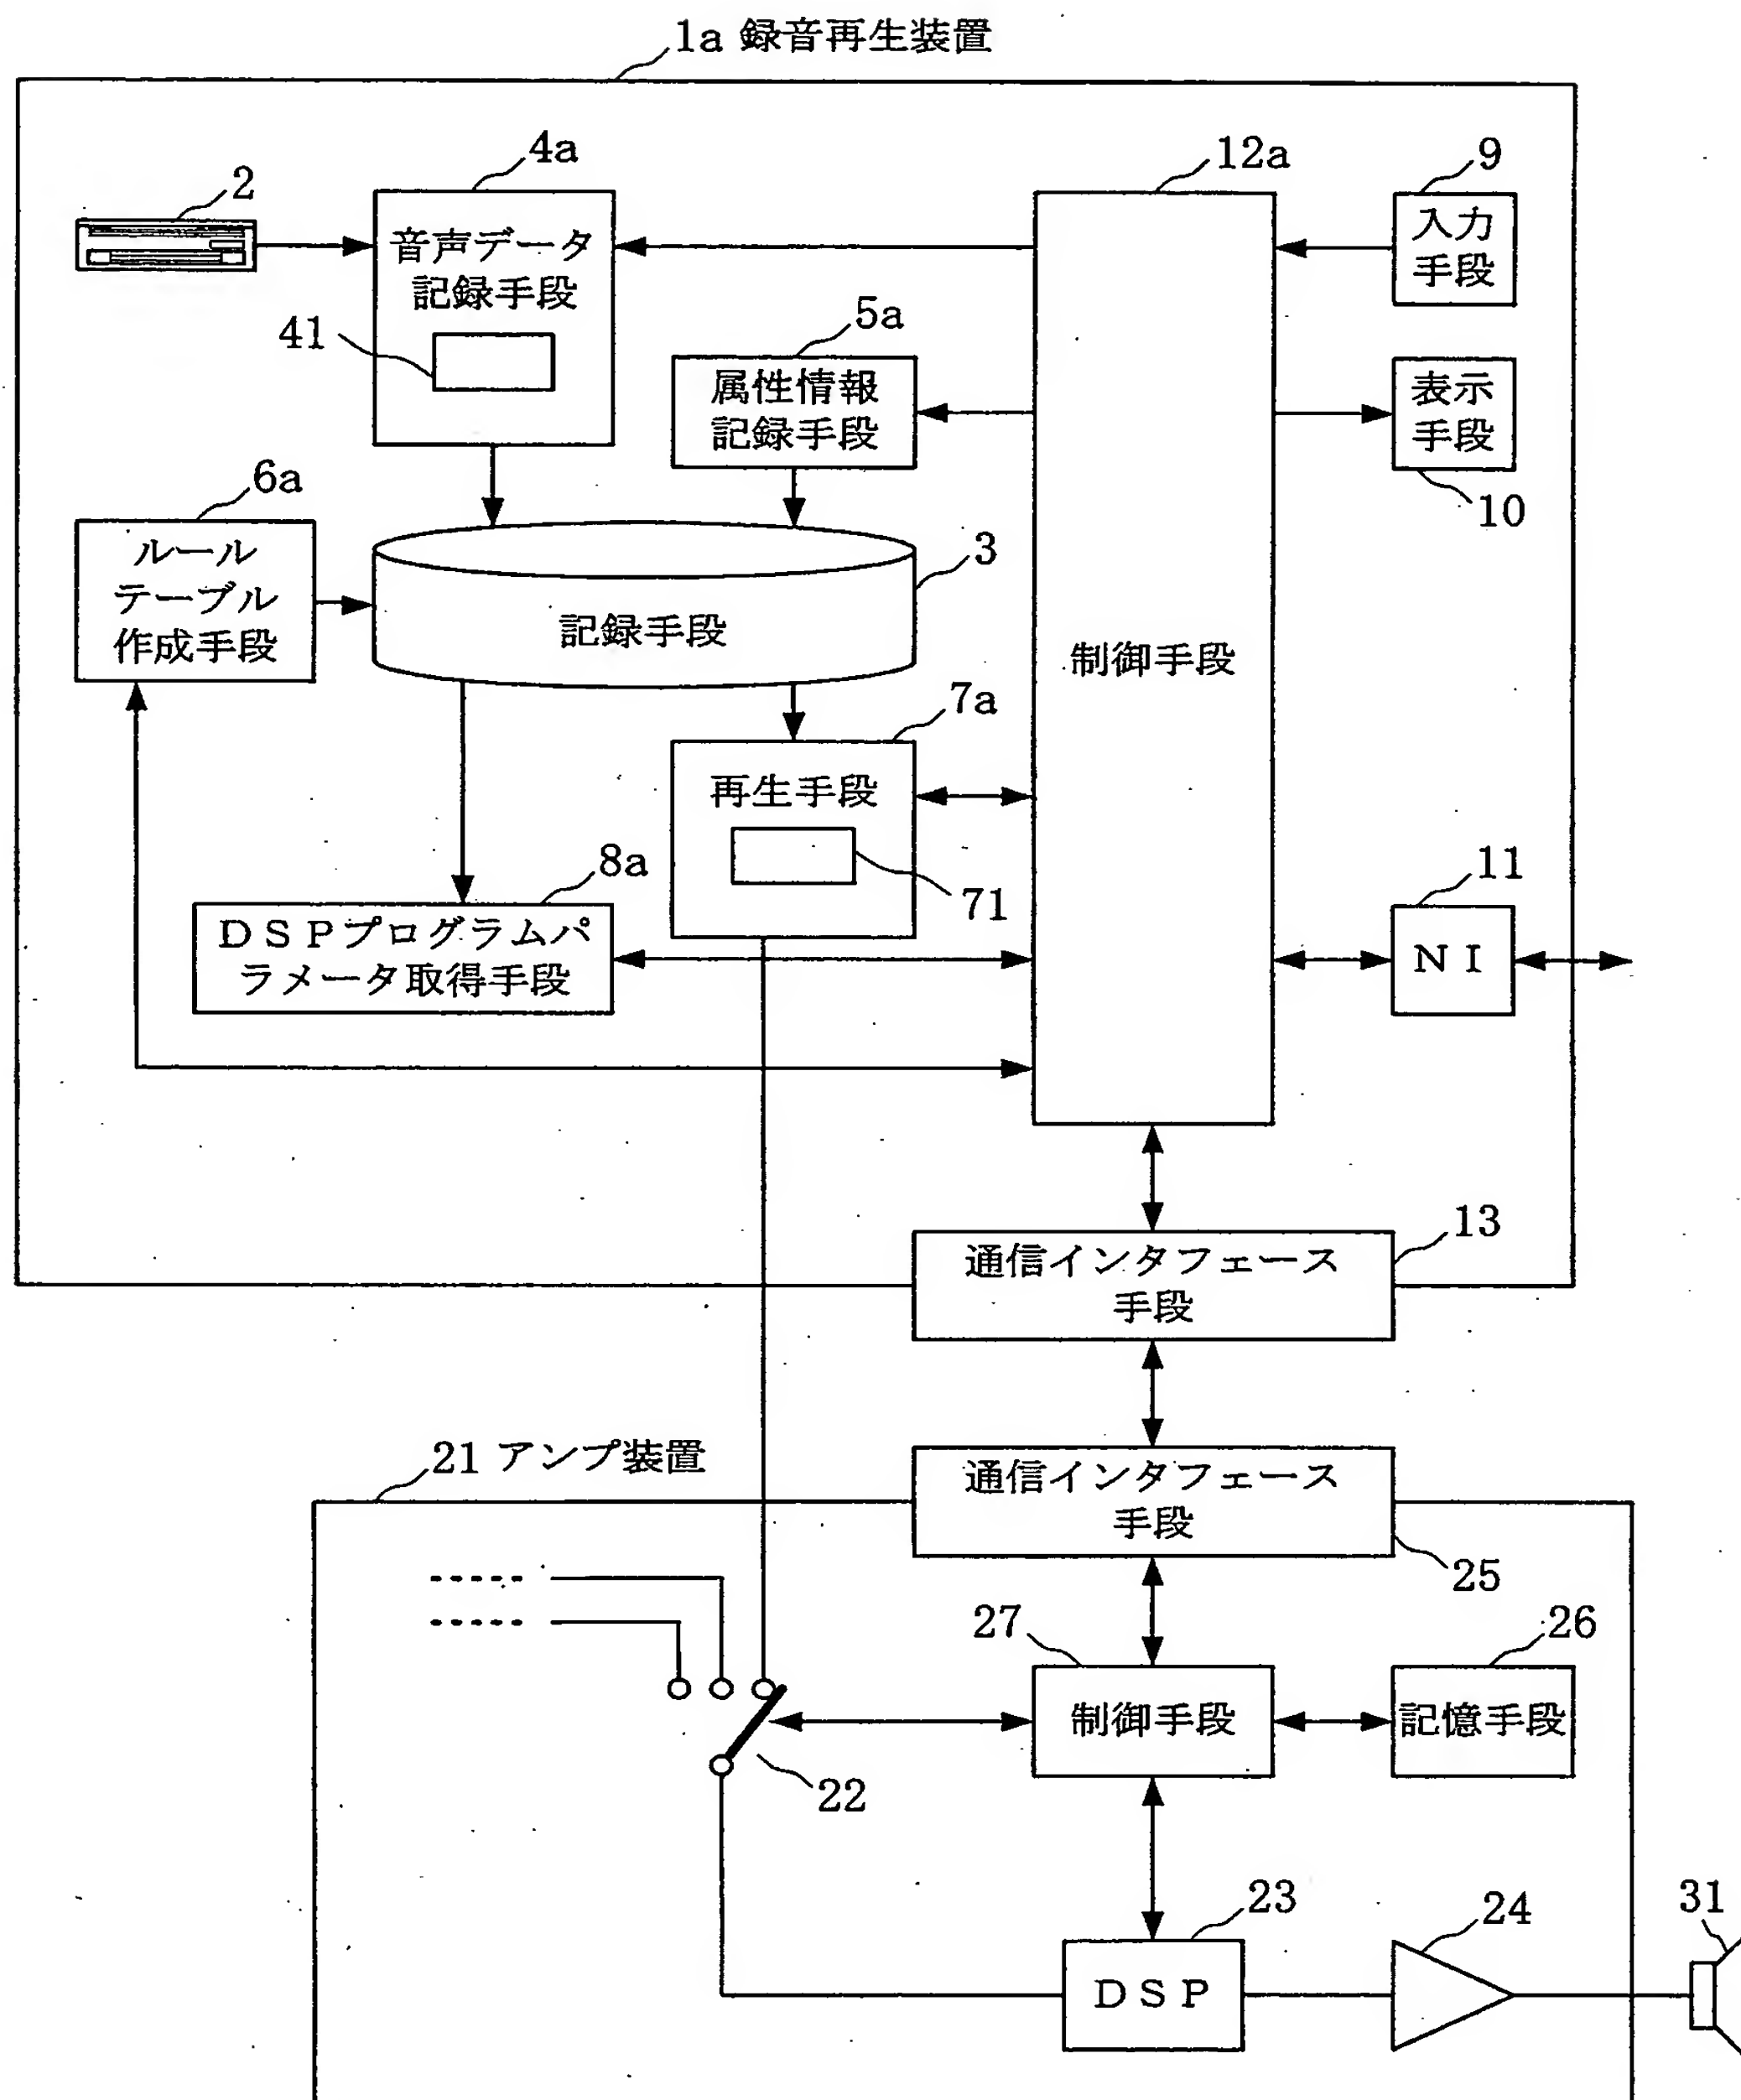 1a 録音再生装置
4a
12a
9
2
音声データ
記録手段
入力
手段
41
5a
属性情報
記録手段
表示
手段
6a
10
ルール
テーブル
作成手段
3
記録手段
制御手段
7a
再生手段
8a
71
11
DSPプログラムパ
ラメータ取得手段
NI
13
通信インタフェース
手段
21 アンプ装置
通信インタフェース
手段
25
27
26
制御手段
記憶手段
22
23
24
31
DSP